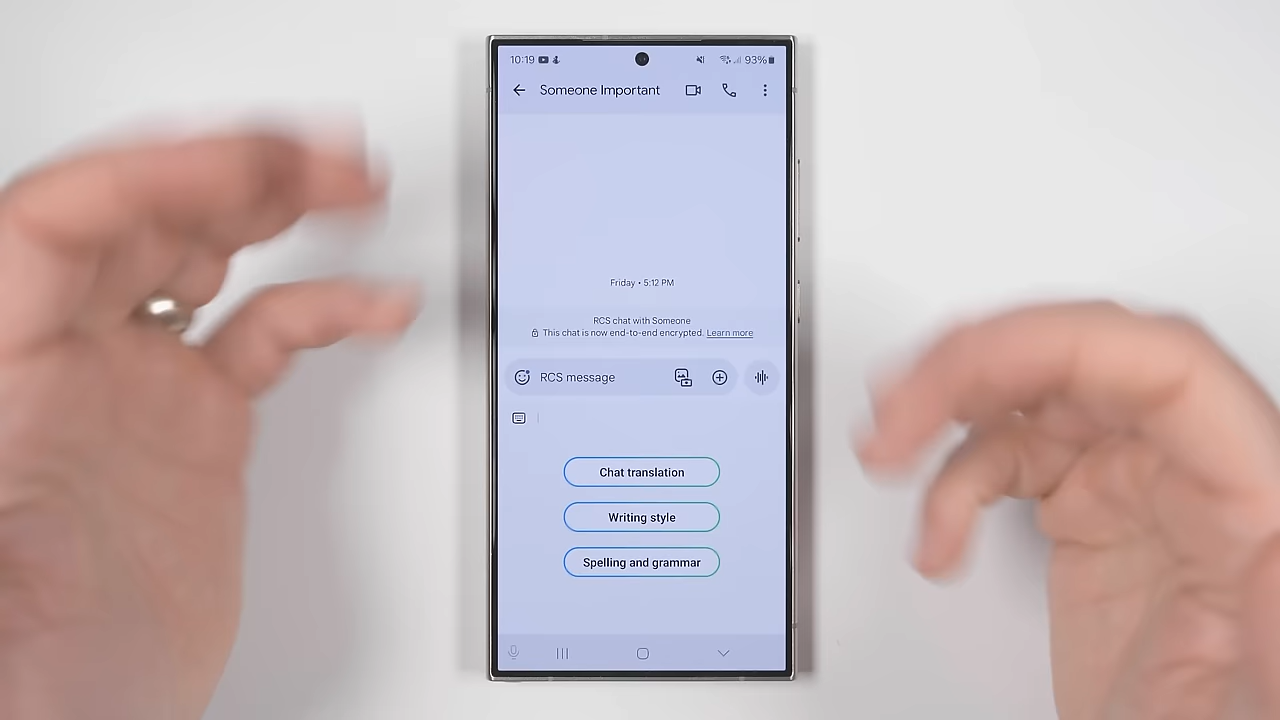 10:19 93%
Someone Important
Friday • 5:12 PM
RCS chat with Someone
This chat is now end-to-end encrypted. Learn more
RCS message
Chat translation
Writing style
Spelling and grammar